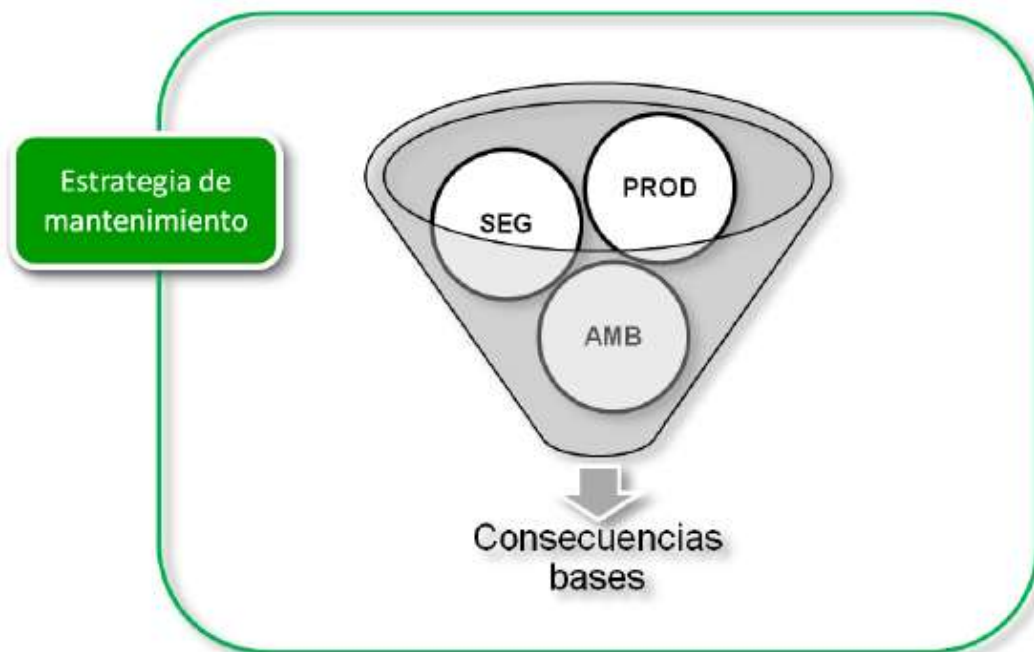 Estrategia de
mantenimiento
PROD
SEG
AMB
Consecuencias
bases